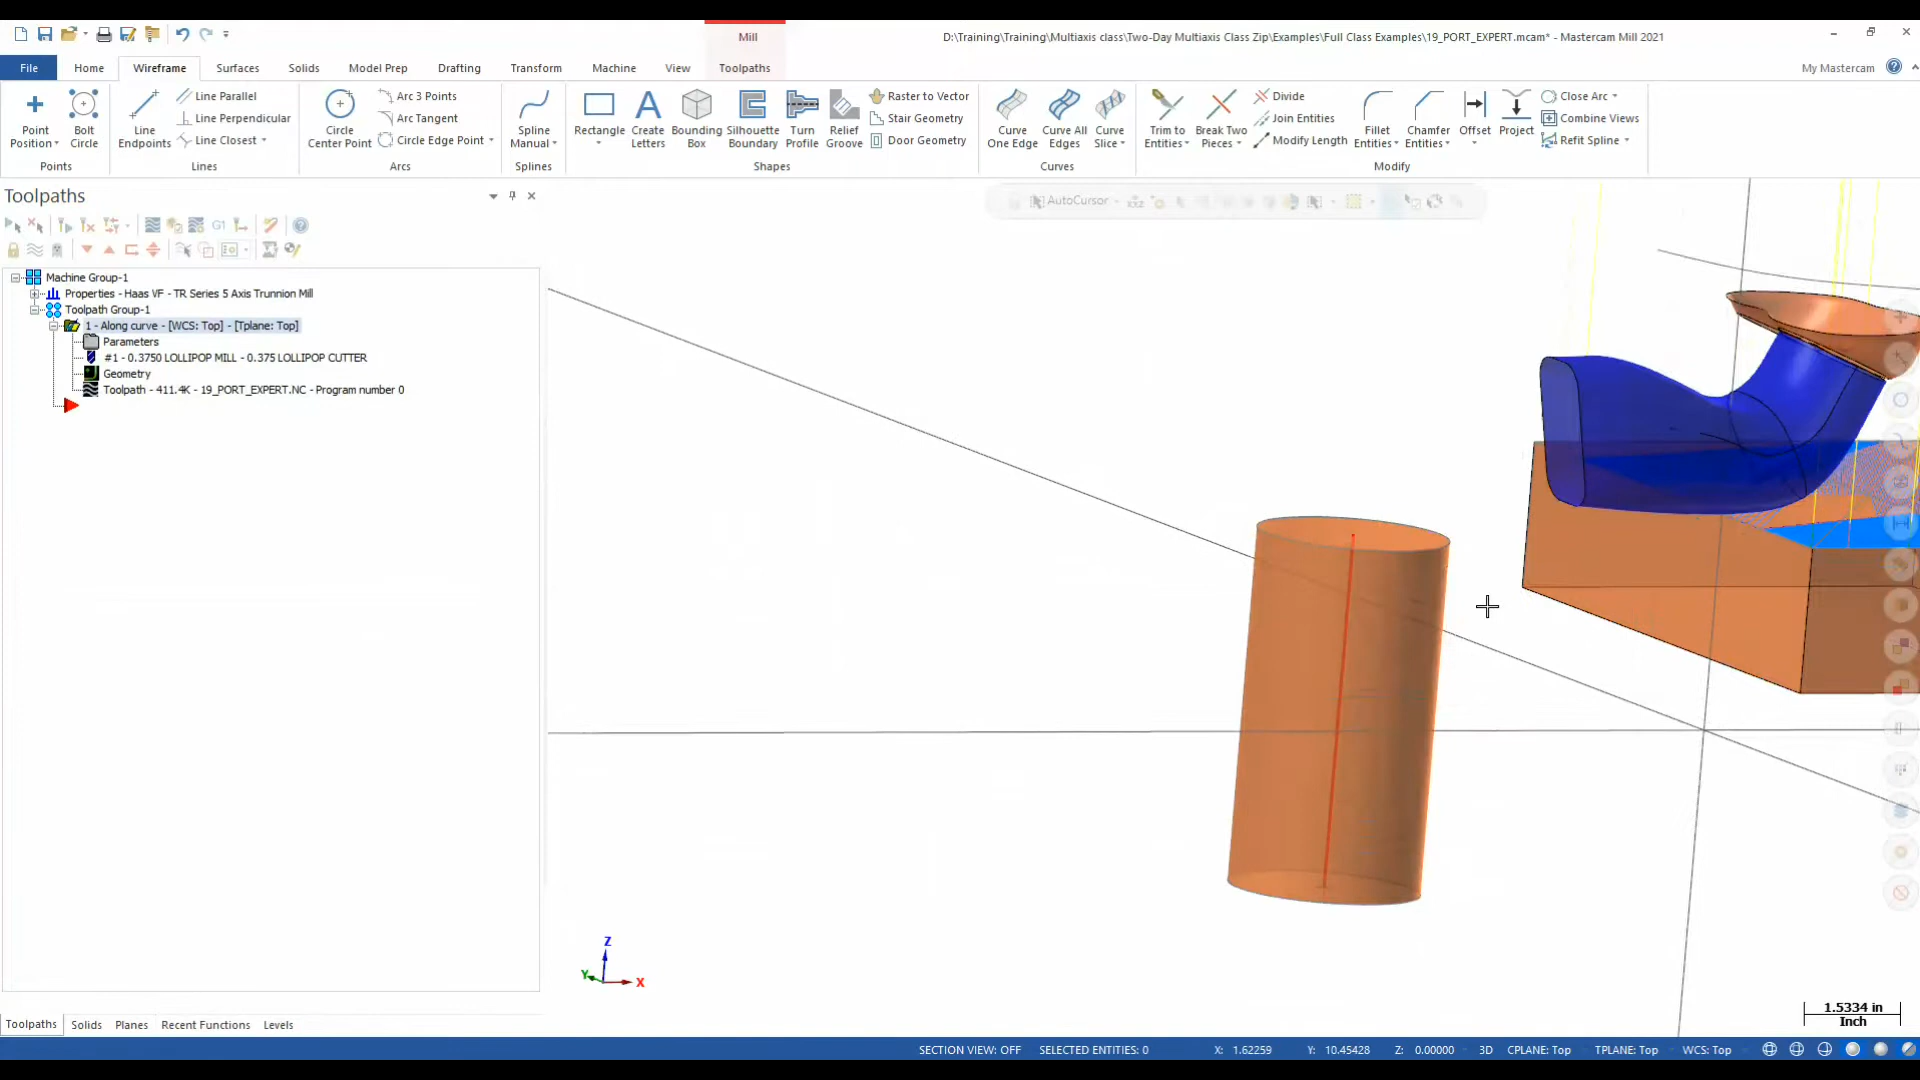 Mill
D:\Training\Training\Multiaxis class\Two-Day Multiaxis Class Zip\Examples\Full Class Examples\19_PORT_EXPERT.mcam* - Mastercam Mill 2021
File Home Wireframe Surfaces Solids Model Prep Drafting Transform Machine View Toolpaths My Mastercam
Point Position
Bolt Circle
Points
Line Endpoints
Line Parallel
Line Perpendicular
Line Closest
Lines
Circle Center Point
Arc 3 Points
Arc Tangent
Circle Edge Point
Arcs
Spline Manual
Splines
Rectangle
Create Letters
Bounding Box
Silhouette Boundary
Turn Profile
Relief Groove
Raster to Vector
Stair Geometry
Door Geometry
Shapes
Curve One Edge
Curve All Edges
Curve Slice
Curves
Trim to Entities
Break Two Pieces
Divide
Join Entities
Modify Length
Fillet Entities
Chamfer Entities
Offset
Project
Close Arc
Combine Views
Refit Spline
Modify
Toolpaths
AutoCursor
G1
Machine Group-1
Properties - Haas VF - TR Series 5 Axis Trunnion Mill
Toolpath Group-1
1 - Along curve - [WCS: Top] - [Tplane: Top]
Parameters
#1 - 0.3750 LOLLIPOP MILL - 0.375 LOLLIPOP CUTTER
Geometry
Toolpath - 411.4K - 19_PORT_EXPERT.NC - Program number 0
Z
Y
X
1.5334 in
Inch
Toolpaths Solids Planes Recent Functions Levels
SECTION VIEW: OFF SELECTED ENTITIES: 0 X: 1.62259 Y: 10.45428 Z: 0.00000 3D CPLANE: Top TPLANE: Top WCS: Top